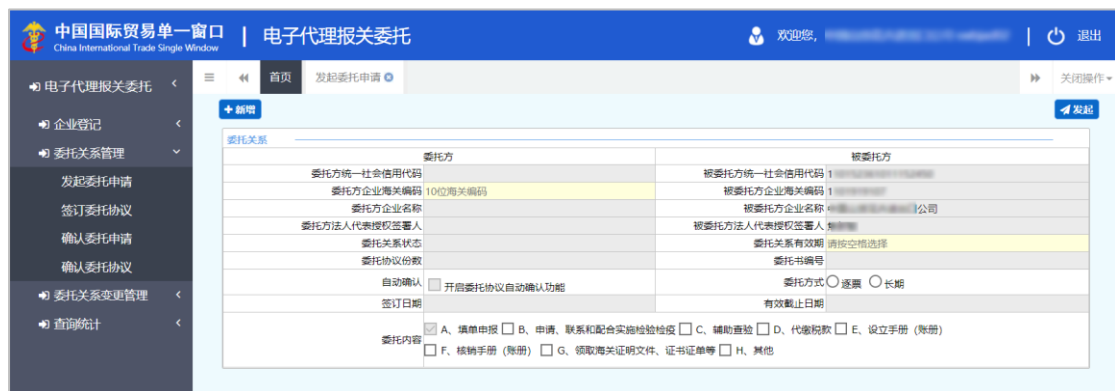 中国国际贸易单一窗口 | 电子代理报关委托 欢迎您, | 退出
China International Trade Single Window
电子代理报关委托 首页 发起委托申请 关闭操作
新增 发起
企业登记
委托关系管理
发起委托申请
签订委托协议
确认委托申请
确认委托协议
委托关系变更管理
查询统计
委托关系
委托方 被委托方
委托方统一社会信用代码 被委托方统一社会信用代码 1
委托方企业海关编码 10位海关编码 被委托方企业海关编码 1
委托方企业名称 被委托方企业名称 公司
委托方法人代表授权签署人 被委托方法人代表授权签署人
委托关系状态 委托关系有效期 请按空格选择
委托协议份数 委托书编号
自动确认 开启委托协议自动确认功能 委托方式 逐票 长期
签订日期 有效截止日期
委托内容 A、填单申报 B、申请、联系和配合实施检验检疫 C、辅助查验 D、代缴税款 E、设立手册（账册）
F、核销手册（账册） G、领取海关证明文件、证书证单等 H、其他